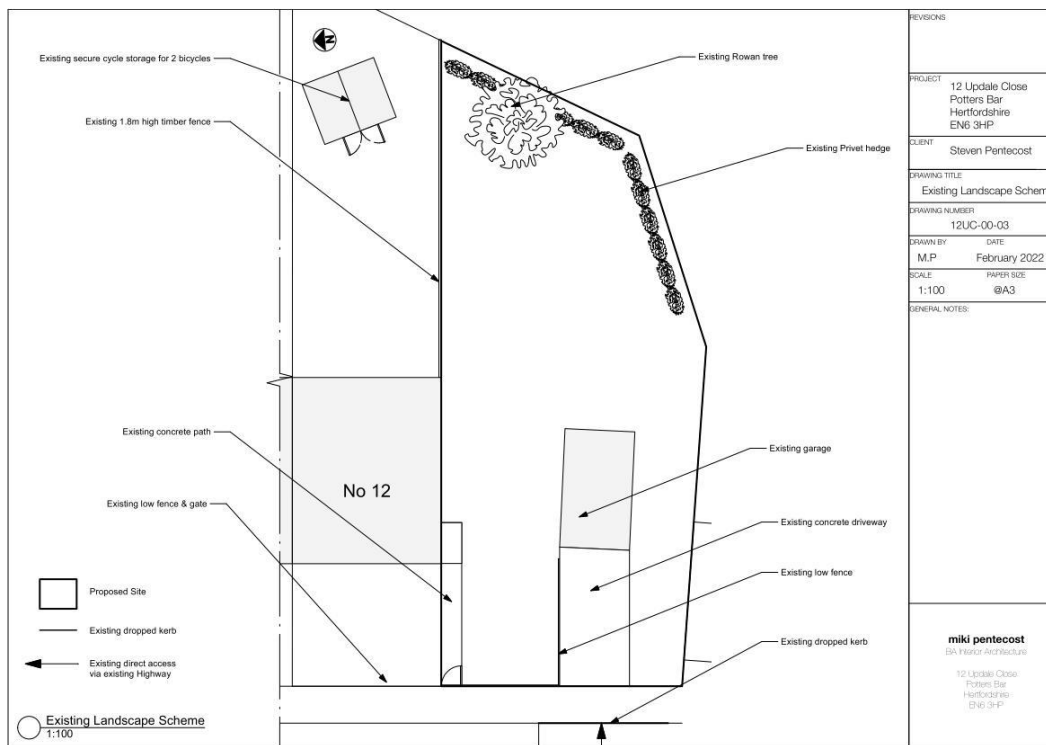 N
Existing secure cycle storage for 2 bicycles
Existing Rowan tree
Existing 1.8m high timber fence
Existing Privet hedge
Existing concrete path
No 12
Existing garage
Existing low fence & gate
Existing concrete driveway
Existing low fence
Existing dropped kerb
Proposed Site
Existing dropped kerb
Existing direct access
via existing Highway
Existing Landscape Scheme
1:100
REVISIONS
PROJECT
12 Updale Close
Potters Bar
Hertfordshire
EN6 3HP
CLIENT
Steven Pentecost
DRAWING TITLE
Existing Landscape Schem
DRAWING NUMBER
12UC-00-03
DRAWN BY DATE
M.P February 2022
SCALE PAPER SIZE
1:100 @A3
GENERAL NOTES:
miki pentecost
BA Interior Architecture
12 Updale Close
Potters Bar
Hertfordshire
EN6 3HP